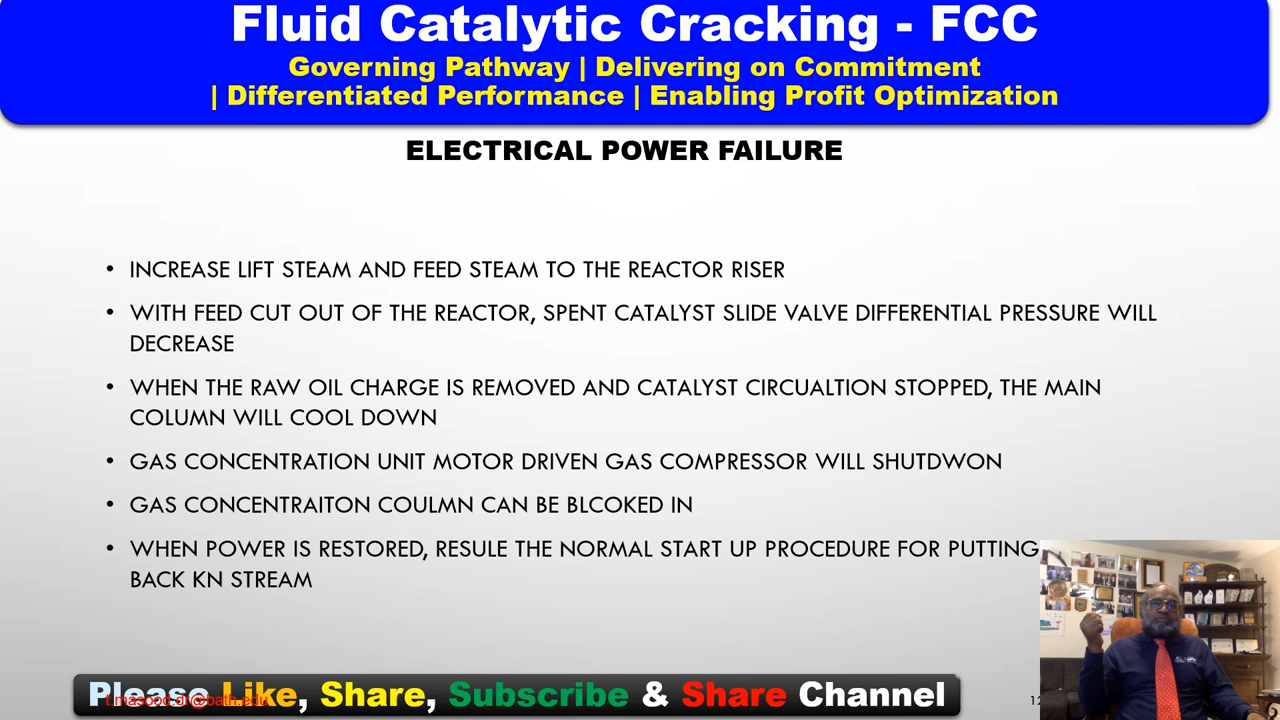 Fluid Catalytic Cracking - FCC
Governing Pathway | Delivering on Commitment
| Differentiated Performance | Enabling Profit Optimization
ELECTRICAL POWER FAILURE
• INCREASE LIFT STEAM AND FEED STEAM TO THE REACTOR RISER
• WITH FEED CUT OUT OF THE REACTOR, SPENT CATALYST SLIDE VALVE DIFFERENTIAL PRESSURE WILL
DECREASE
• WHEN THE RAW OIL CHARGE IS REMOVED AND CATALYST CIRCUALTION STOPPED, THE MAIN
COLUMN WILL COOL DOWN
• GAS CONCENTRATION UNIT MOTOR DRIVEN GAS COMPRESSOR WILL SHUTDWON
• GAS CONCENTRAITON COULMN CAN BE BLCOKED IN
• WHEN POWER IS RESTORED, RESULE THE NORMAL START UP PROCEDURE FOR PUTTING
BACK KN STREAM
Please Like, Share, Subscribe & Share Channel